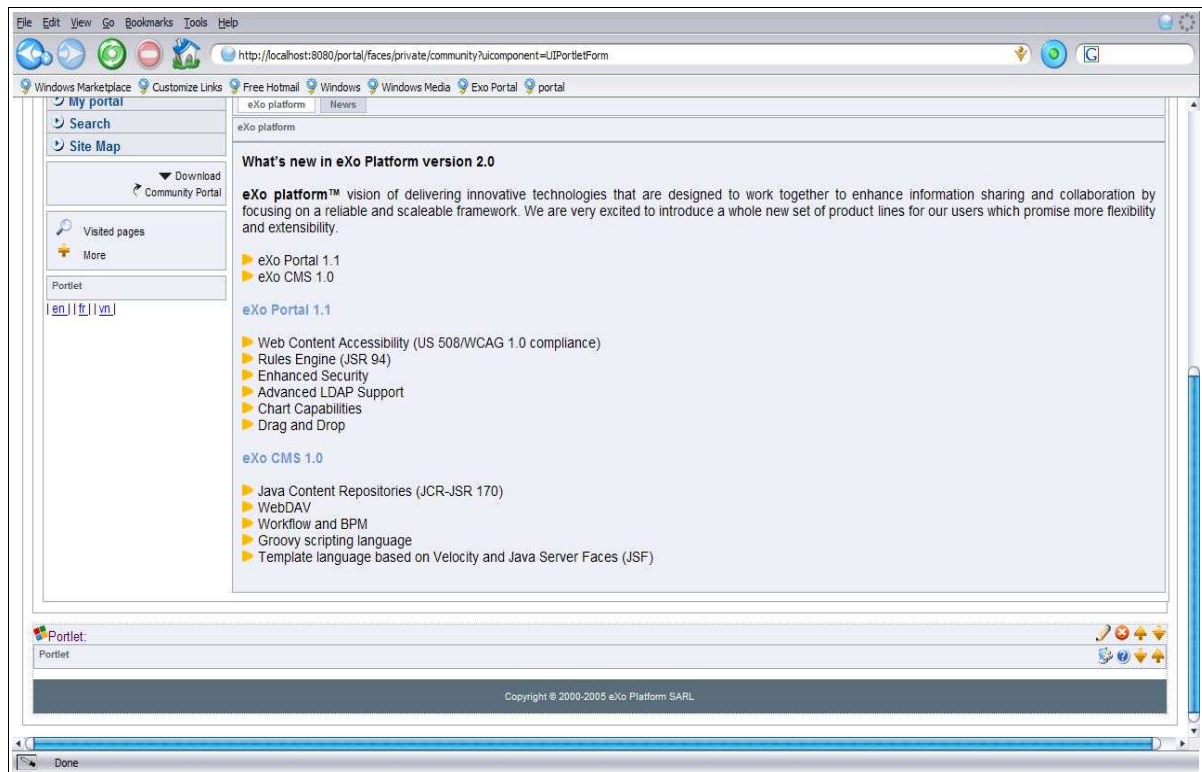 File Edit View Go Bookmarks Tools Help
http://localhost:8080/portal/faces/private/community?uicomponent=UIPortletForm
G
Windows Marketplace Customize Links Free Hotmail Windows Windows Media Exo Portal portal
My portal
Search
Site Map
Download
Community Portal
Visited pages
More
Portlet
| en | | fr | | vn |
eXo platform News
eXo platform
What's new in eXo Platform version 2.0
eXo platform™ vision of delivering innovative technologies that are designed to work together to enhance information sharing and collaboration by
focusing on a reliable and scaleable framework. We are very excited to introduce a whole new set of product lines for our users which promise more flexibility
and extensibility.
eXo Portal 1.1
eXo CMS 1.0
eXo Portal 1.1
Web Content Accessibility (US 508/WCAG 1.0 compliance)
Rules Engine (JSR 94)
Enhanced Security
Advanced LDAP Support
Chart Capabilities
Drag and Drop
eXo CMS 1.0
Java Content Repositories (JCR-JSR 170)
WebDAV
Workflow and BPM
Groovy scripting language
Template language based on Velocity and Java Server Faces (JSF)
Portlet:
Portlet
Copyright © 2000-2005 eXo Platform SARL
Done